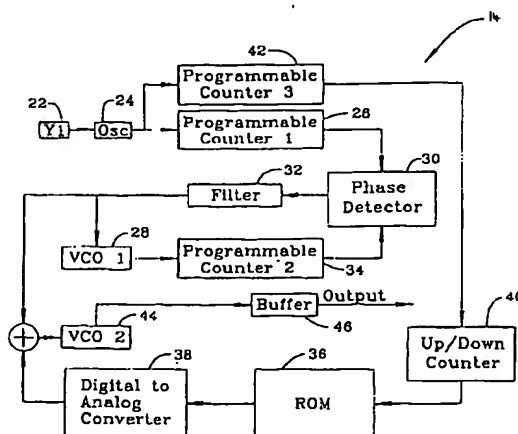 14
42
Programmable
Counter 3
22
24
Y1
Osc
28
Programmable
Counter 1
30
Phase
Detector
32
Filter
28
VCO 1
Programmable
Counter 2
34
44
VCO 2
Buffer
46
Output
40
Up/Down
Counter
38
Digital to
Analog
Converter
36
ROM